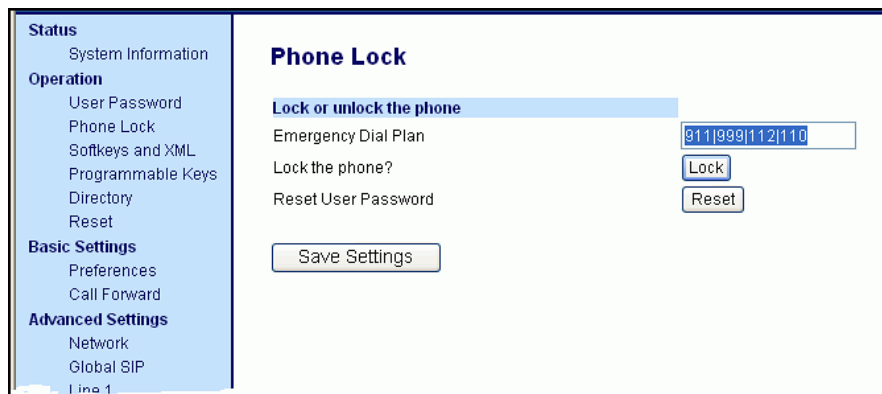 Status
System Information
Operation
User Password
Phone Lock
Softkeys and XML
Programmable Keys
Directory
Reset
Basic Settings
Preferences
Call Forward
Advanced Settings
Network
Global SIP
Line 1
Phone Lock
Lock or unlock the phone
Emergency Dial Plan 911|999|112|110
Lock the phone? Lock
Reset User Password Reset
Save Settings